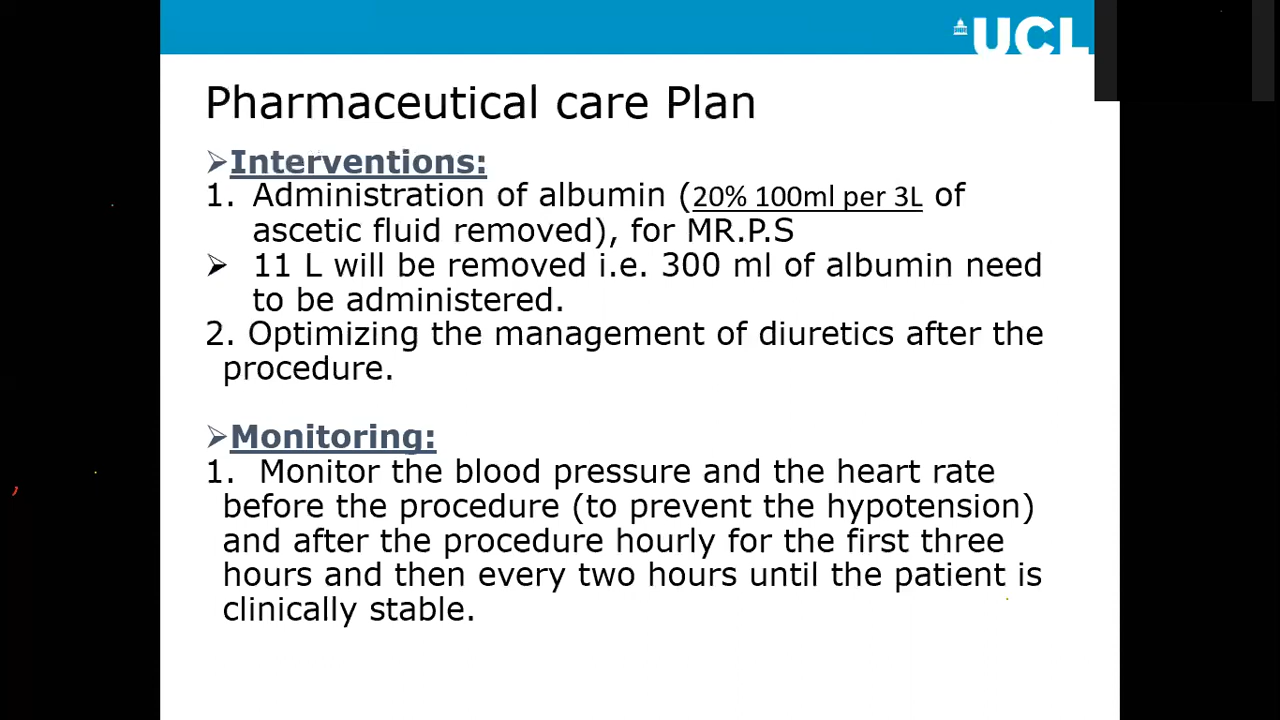 UCL
Pharmaceutical care Plan
➢Interventions:
1. Administration of albumin (20% 100ml per 3L of
ascetic fluid removed), for MR.P.S
➢ 11 L will be removed i.e. 300 ml of albumin need
to be administered.
2. Optimizing the management of diuretics after the
procedure.
➢Monitoring:
1. Monitor the blood pressure and the heart rate
before the procedure (to prevent the hypotension)
and after the procedure hourly for the first three
hours and then every two hours until the patient is
clinically stable.